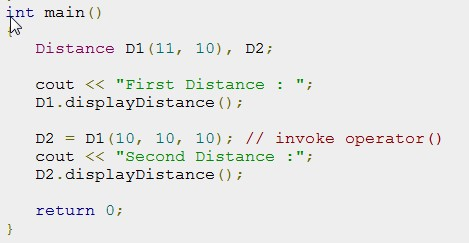 int main()
{
Distance D1(11, 10), D2;
cout << "First Distance : ";
D1.displayDistance();
D2 = D1(10, 10, 10); // invoke operator()
cout << "Second Distance :";
D2.displayDistance();
return 0;
}